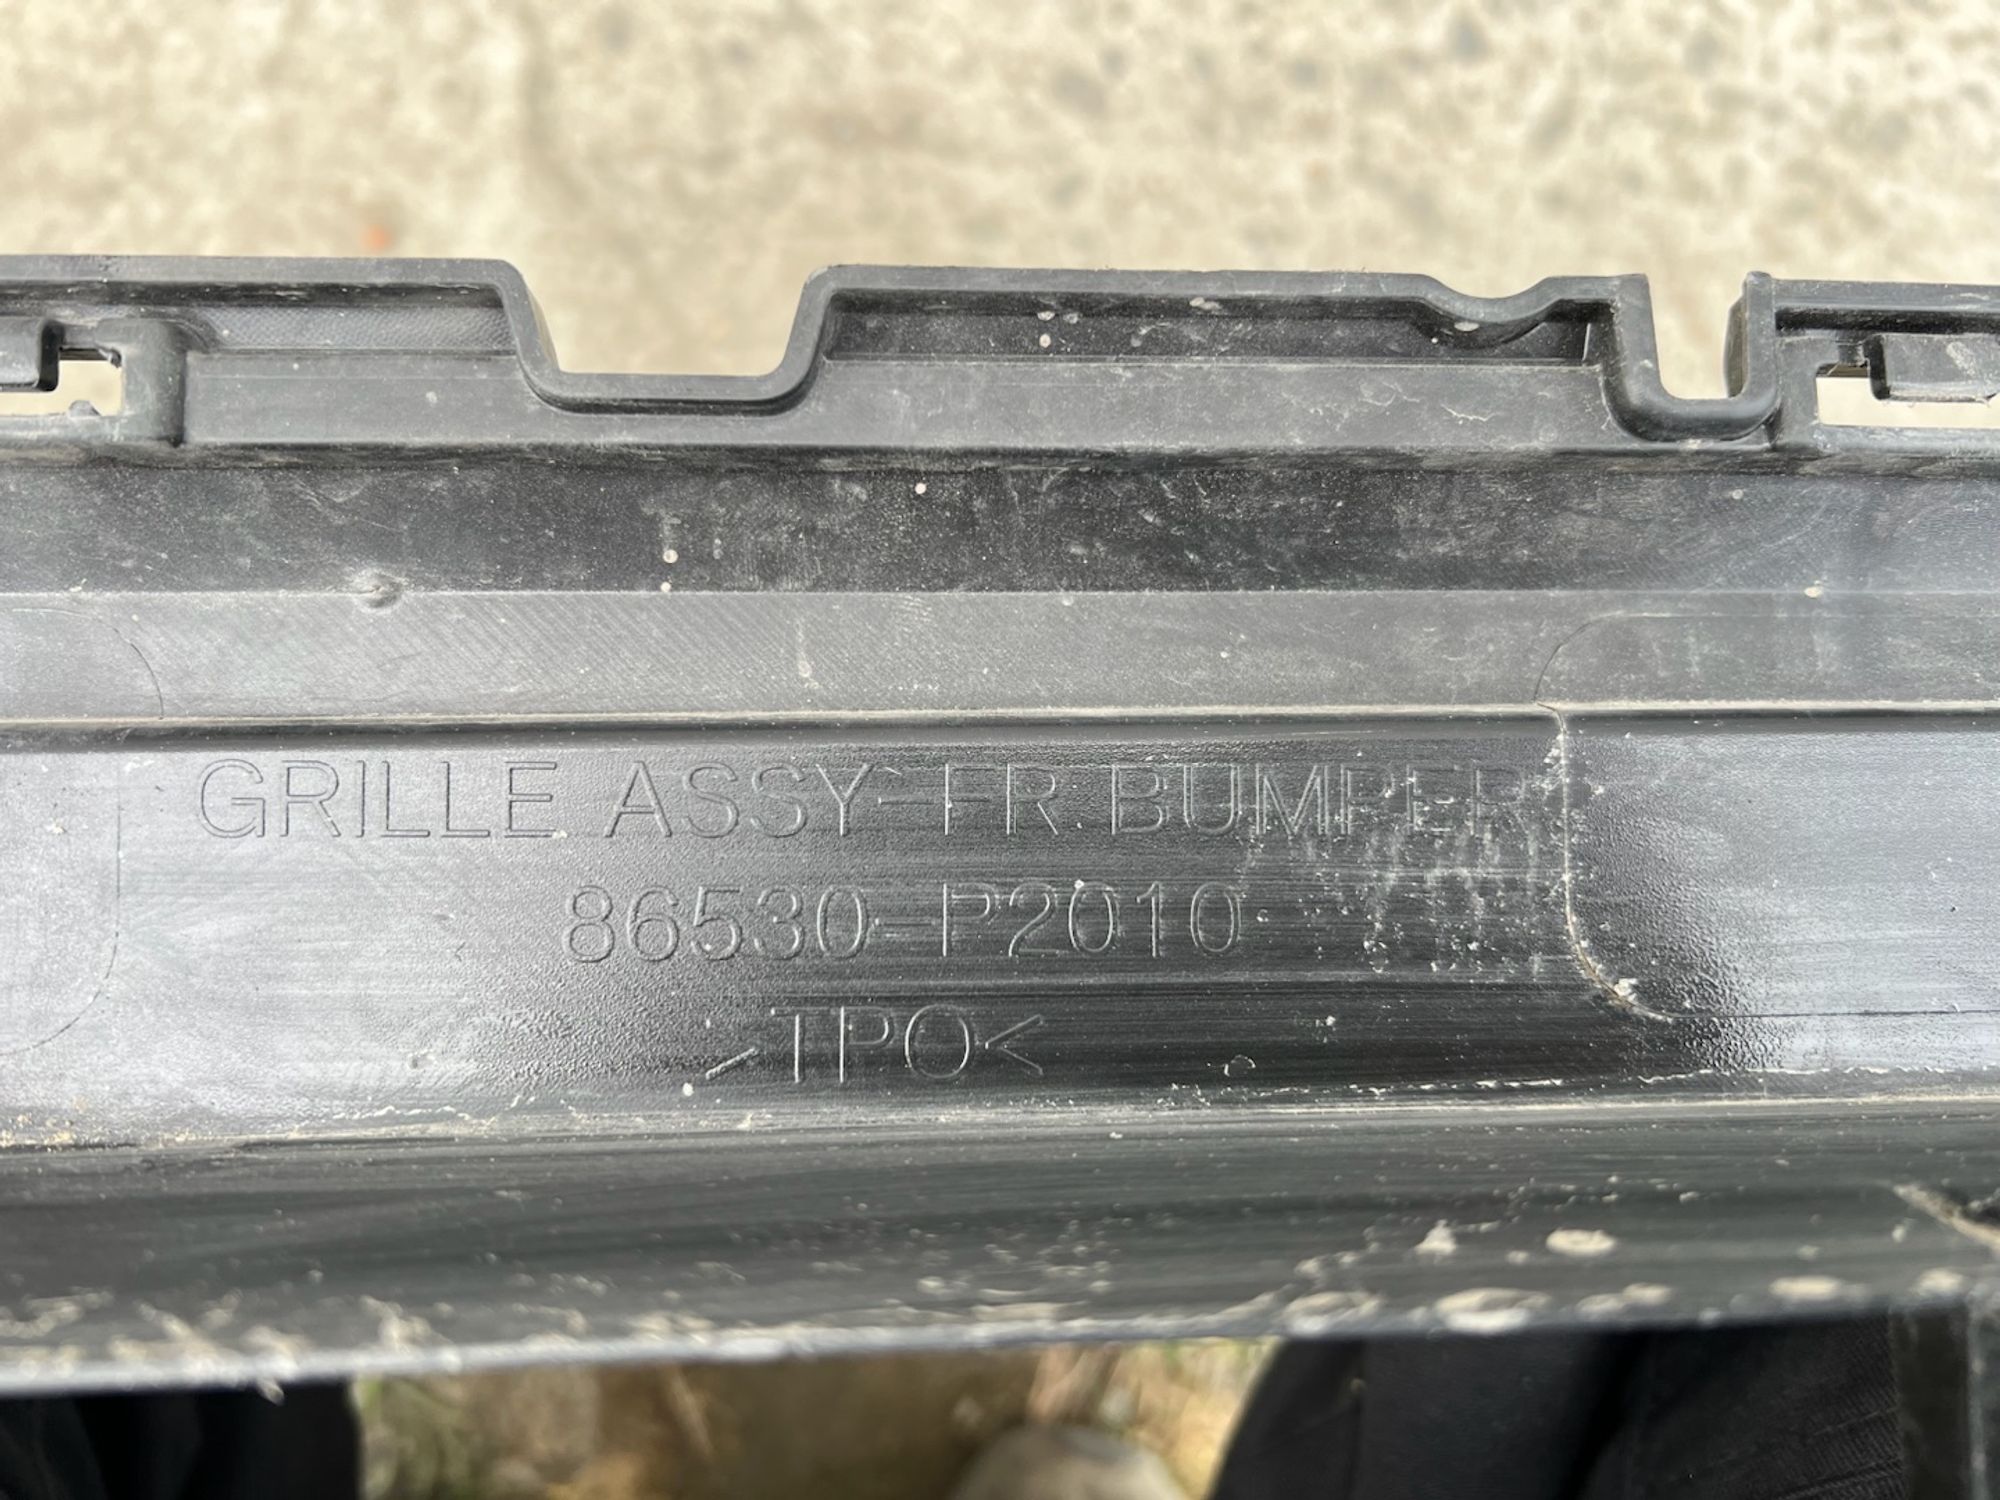 GRILLE ASSY-FR BUMPER
86530-P2010
>TPO<